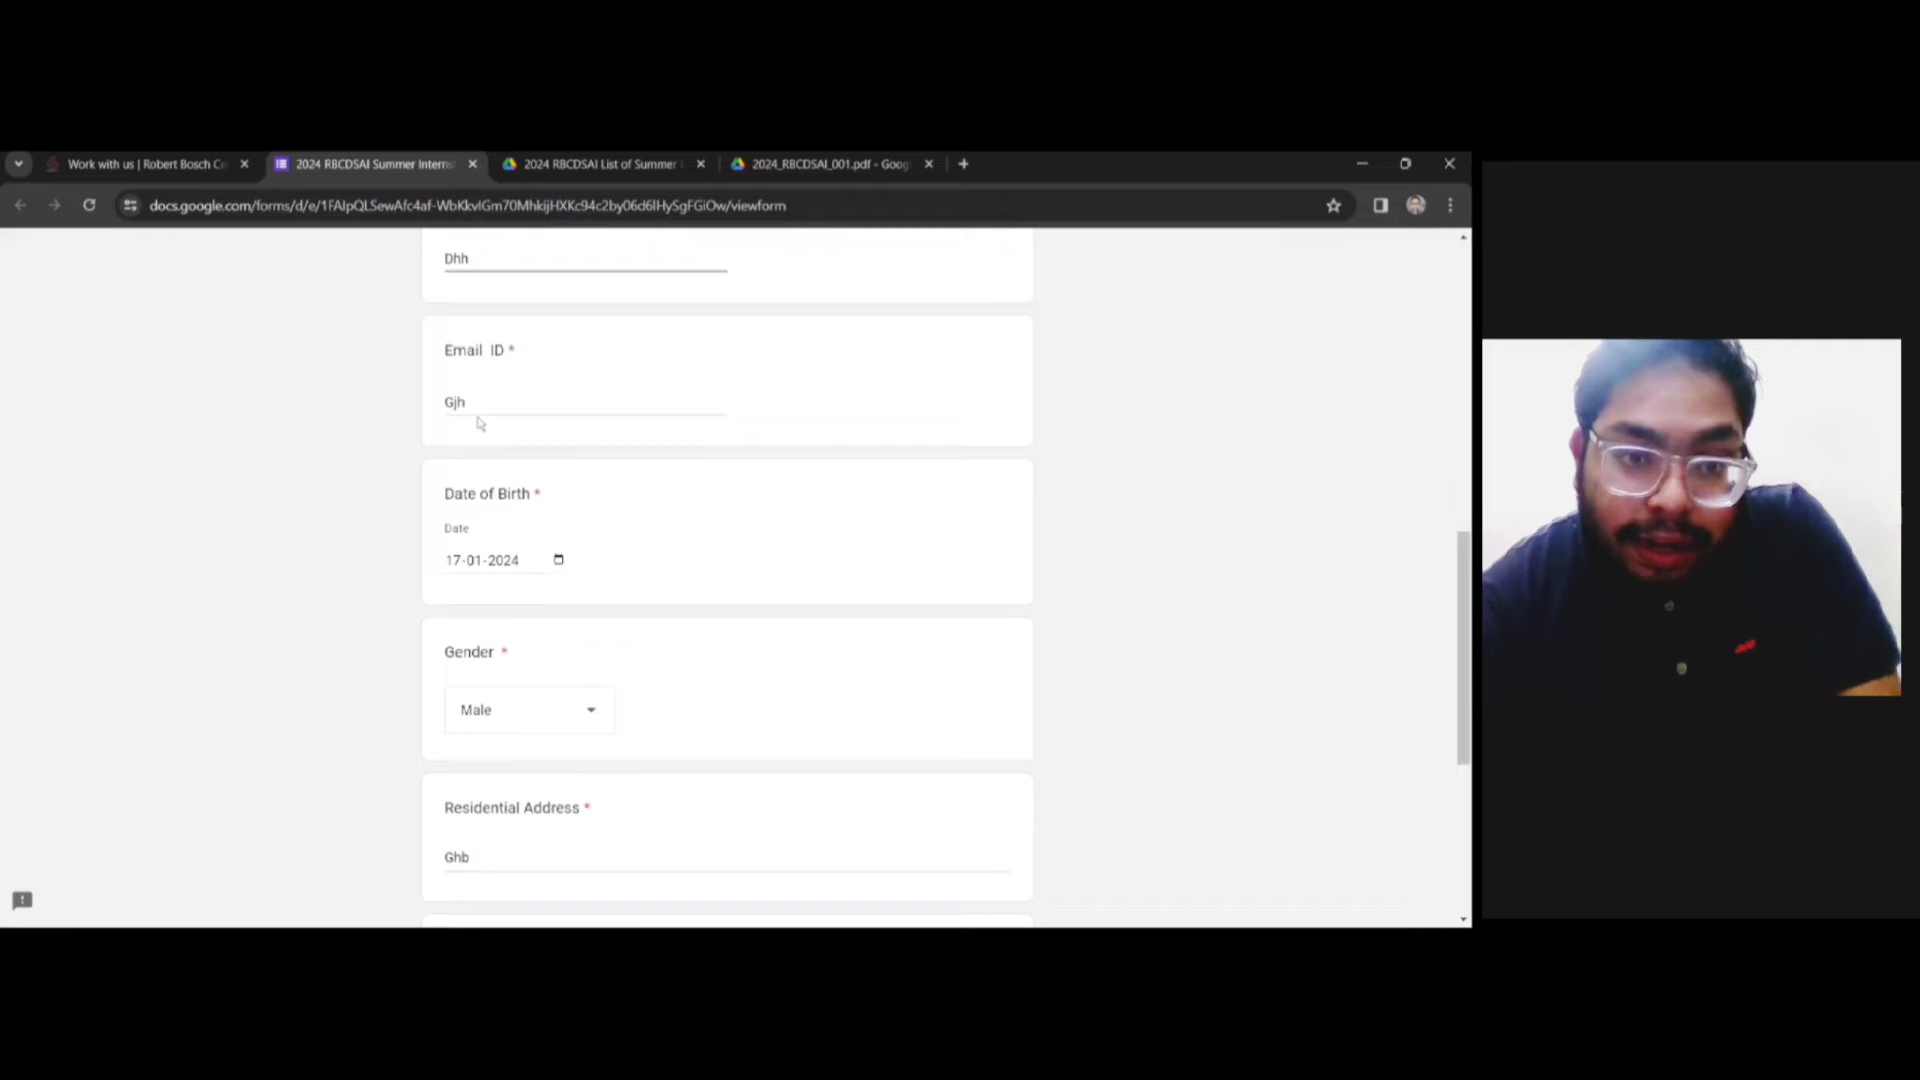 Work with us | Robert Bosch Ce
2024 RBCDSAI Summer Interns
2024 RBCDSAI List of Summer
2024_RBCDSAI_001.pdf - Goog
docs.google.com/forms/d/e/1FAIpQLSewAfc4af-WbKkvIGm70MhkijHXKc94c2by06d6lHySgFGiOw/viewform
Dhh
Email ID *
Gjh
Date of Birth *
Date
17-01-2024
Gender *
Male
Residential Address *
Ghb